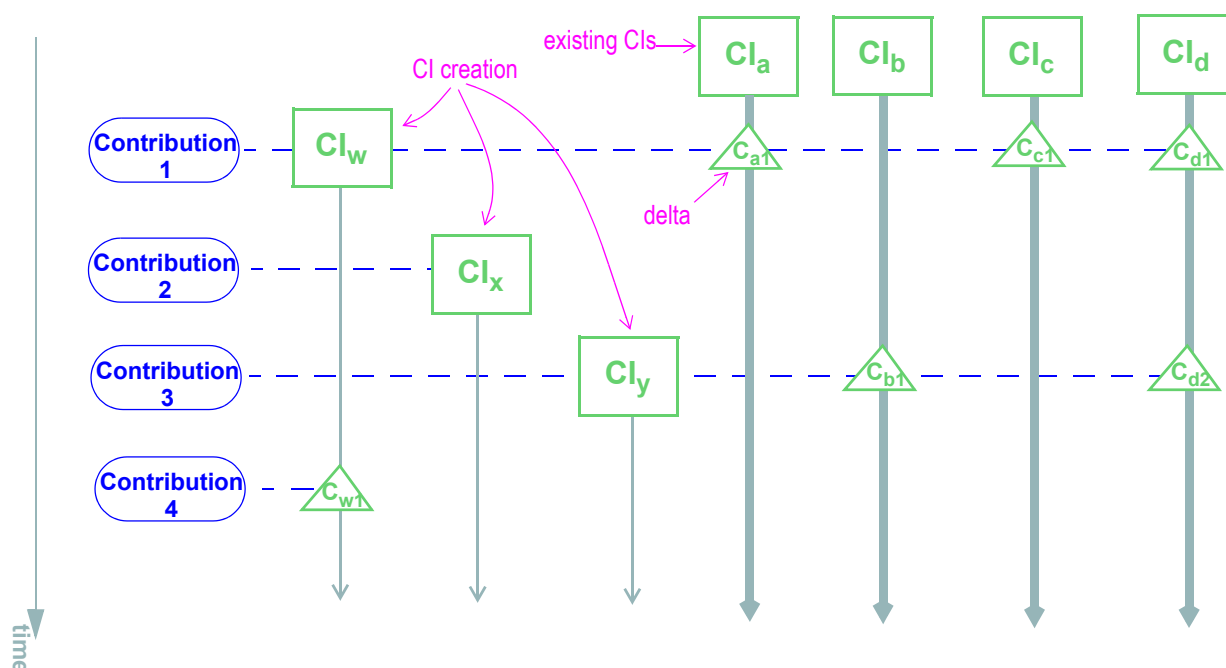 existing CIs
CI creation
CIa
CIb
CIc
CId
Contribution
1
CIw
Ca1
Cc1
Cd1
delta
Contribution
2
CIx
Contribution
3
CIy
Cb1
Cd2
Contribution
4
Cw1
time